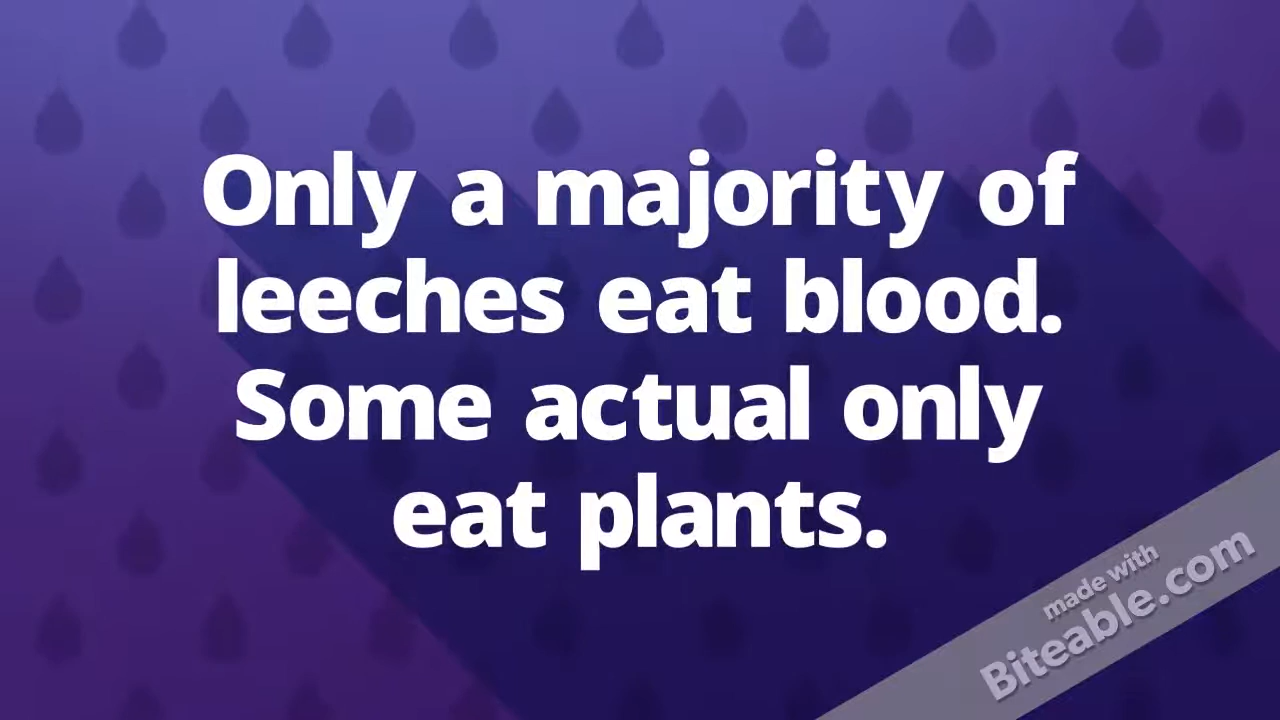 Only a majority of
leeches eat blood.
Some actual only
eat plants.
made with
Biteable.com